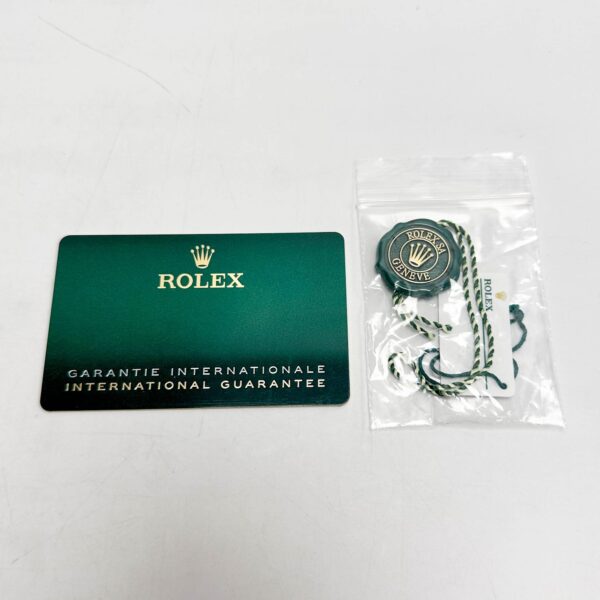 ROLEX
GARANTIE INTERNATIONALE
INTERNATIONAL GUARANTEE
ROLEX SA
GENEVE
ROLEX